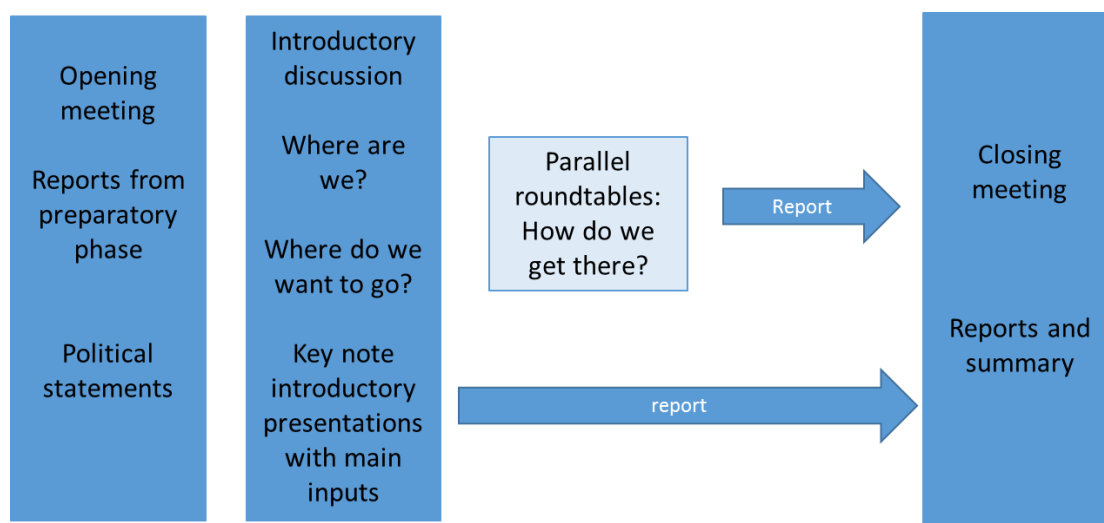 Opening
meeting
Reports from
preparatory
phase
Political
statements
Introductory
discussion
Where are
we?
Where do we
want to go?
Key note
introductory
presentations
with main
inputs
Parallel
roundtables:
How do we
get there?
Report
report
Closing
meeting
Reports and
summary